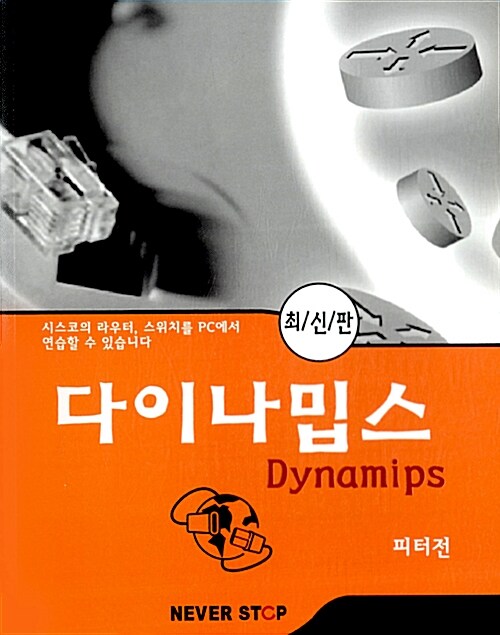 시스코의 라우터, 스위치를 PC에서
연습할 수 있습니다
최/신/판
다이나밉스
Dynamips
피터전
NEVER STOP